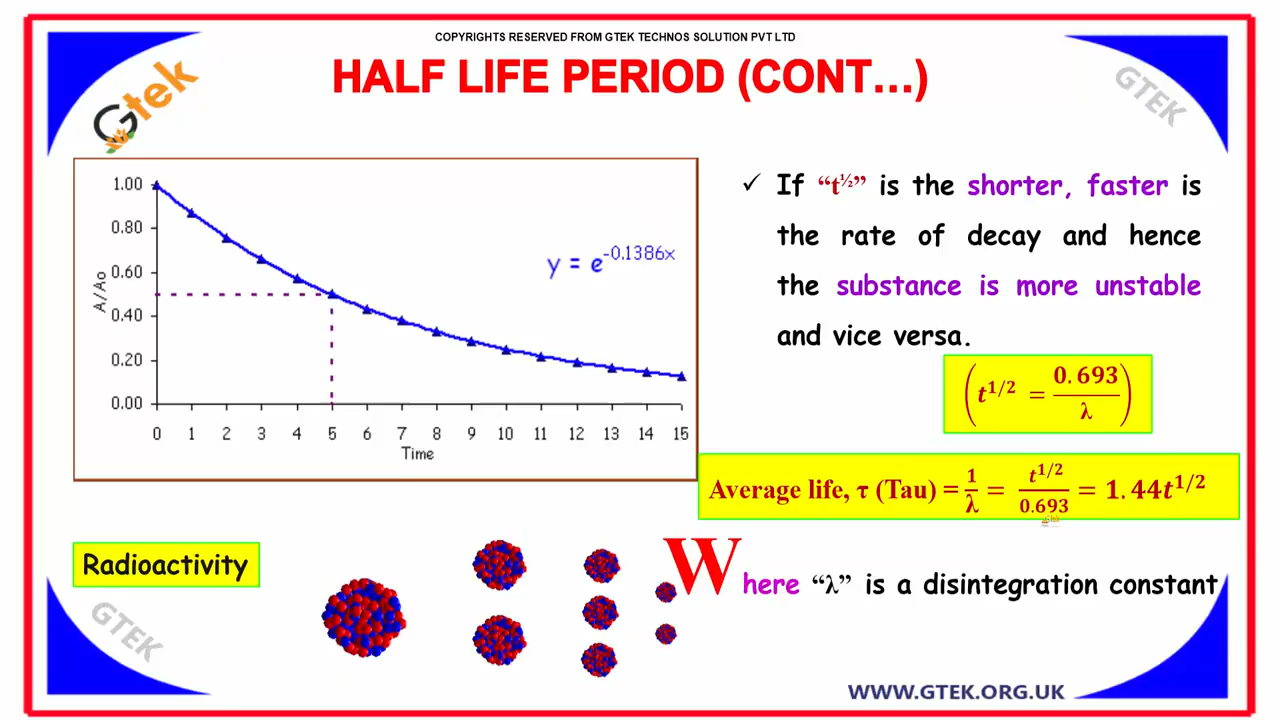 COPYRIGHTS RESERVED FROM GTEK TECHNOS SOLUTION PVT LTD
HALF LIFE PERIOD (CONT...)
Gtek
GTEK
1.00
0.80
0.60
0.40
0.20
0.00
A/Ao
y = e^-0.1386x
0 1 2 3 4 5 6 7 8 9 10 11 12 13 14 15
Time
✓ If “t^½” is the shorter, faster is
the rate of decay and hence
the substance is more unstable
and vice versa.
(t^1/2 = 0.693/λ)
Average life, τ (Tau) = 1/λ = t^1/2/0.693 = 1.44t^1/2
Radioactivity
Where “λ” is a disintegration constant
GTEK
WWW.GTEK.ORG.UK